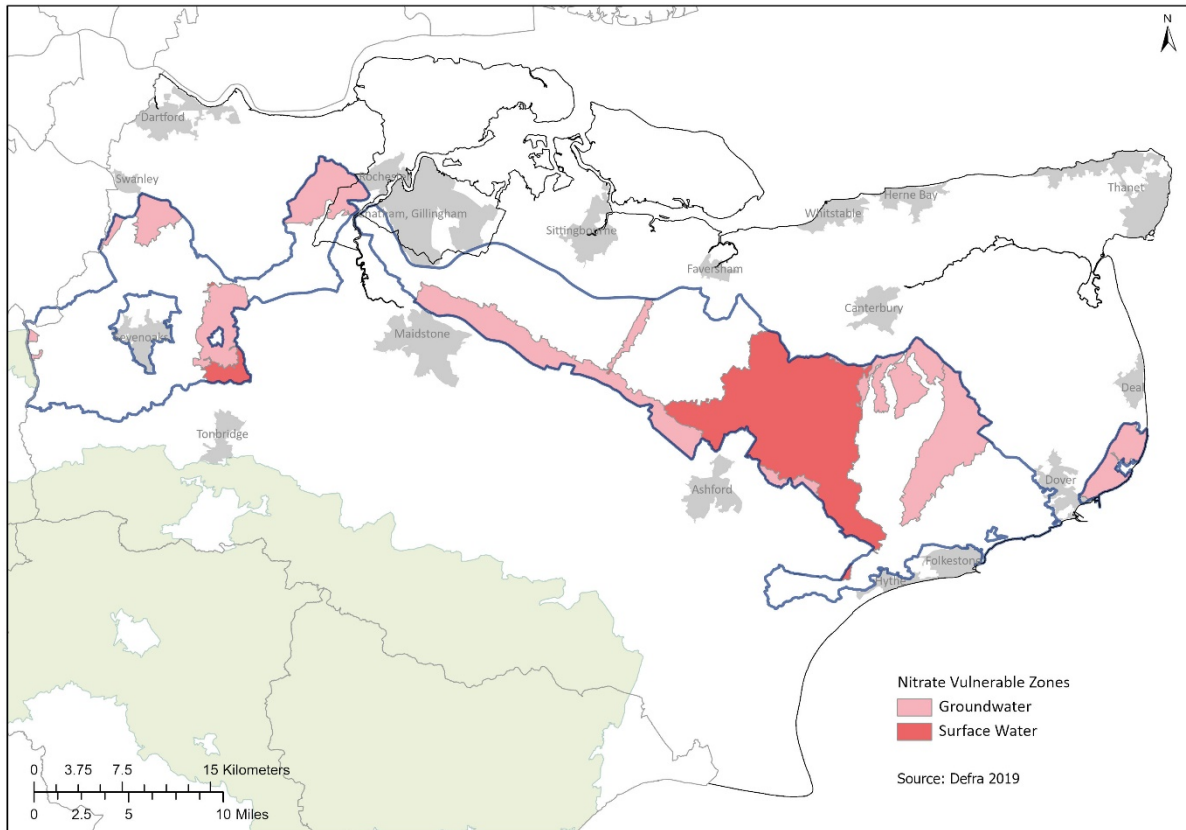 N
Dartford
Swanley
Rochester
Chatham, Gillingham
Sittingbourne
Whitstable
Herne Bay
Thanet
Faversham
Canterbury
Sevenoaks
Maidstone
Deal
Tonbridge
Ashford
Dover
Folkestone
Hythe
Nitrate Vulnerable Zones
Groundwater
Surface Water
Source: Defra 2019
0 3.75 7.5 15 Kilometers
0 2.5 5 10 Miles